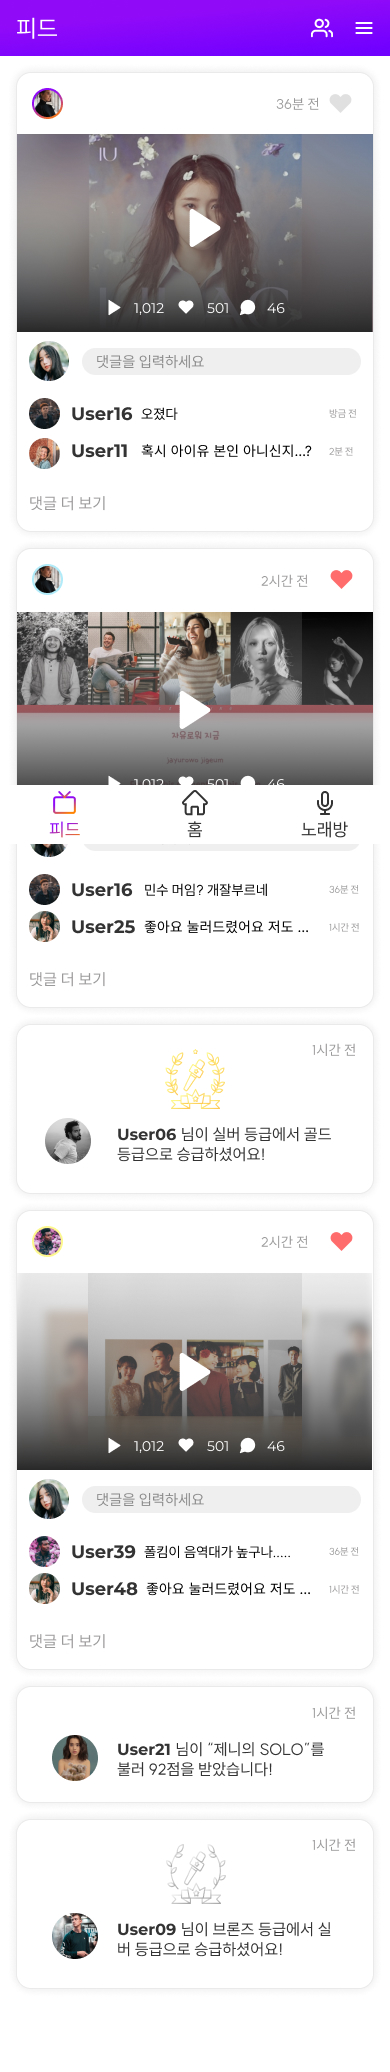 피드
36분 전
IU
1,012 501 46
댓글을 입력하세요
User16 오졌다 방금 전
User11 혹시 아이유 본인 아니신지...? 2분 전
댓글 더 보기
2시간 전
자유로워 지금
jayurowo jigeum
1,012 501 46
피드 홈 노래방
User16 민수 머임? 개잘부르네 36분 전
User25 좋아요 눌러드렸어요 저도 ... 1시간 전
댓글 더 보기
1시간 전
User06 님이 실버 등급에서 골드
등급으로 승급하셨어요!
2시간 전
1,012 501 46
댓글을 입력하세요
User39 폴킴이 음역대가 높구나..... 36분 전
User48 좋아요 눌러드렸어요 저도 ... 1시간 전
댓글 더 보기
1시간 전
User21 님이 “제니의 SOLO”를
불러 92점을 받았습니다!
1시간 전
User09 님이 브론즈 등급에서 실
버 등급으로 승급하셨어요!